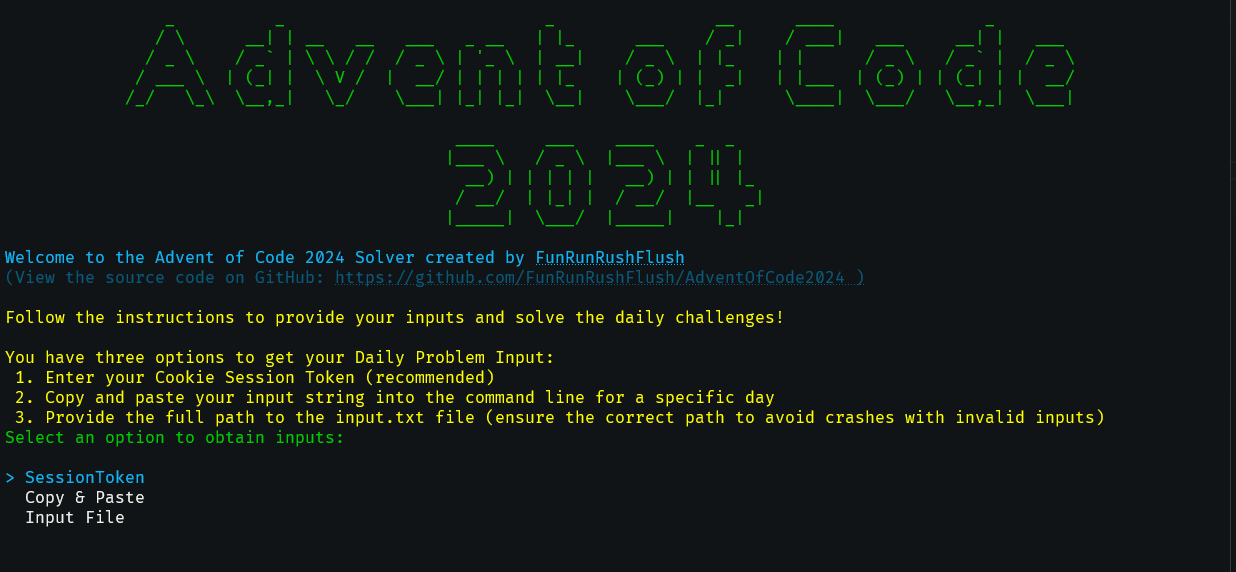 Advent of Code
2024
Welcome to the Advent of Code 2024 Solver created by FunRunRushFlush
(View the source code on GitHub: https://github.com/FunRunRushFlush/AdventOfCode2024 )
Follow the instructions to provide your inputs and solve the daily challenges!
You have three options to get your Daily Problem Input:
1. Enter your Cookie Session Token (recommended)
2. Copy and paste your input string into the command line for a specific day
3. Provide the full path to the input.txt file (ensure the correct path to avoid crashes with invalid inputs)
Select an option to obtain inputs:
> SessionToken
Copy & Paste
Input File